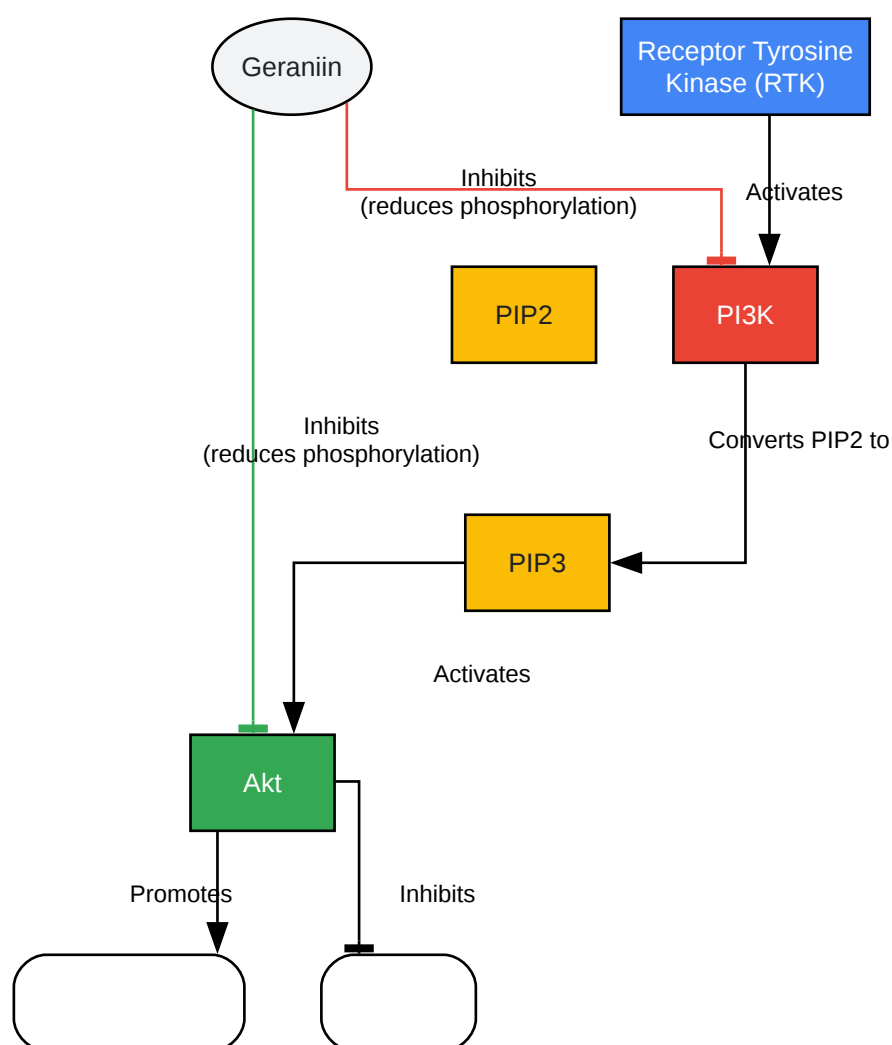 Geraniin
Receptor Tyrosine
Kinase (RTK)
Inhibits
(reduces phosphorylation)
Activates
PIP2
PI3K
Inhibits
(reduces phosphorylation)
Converts PIP2 to
PIP3
Activates
Akt
Promotes
Inhibits